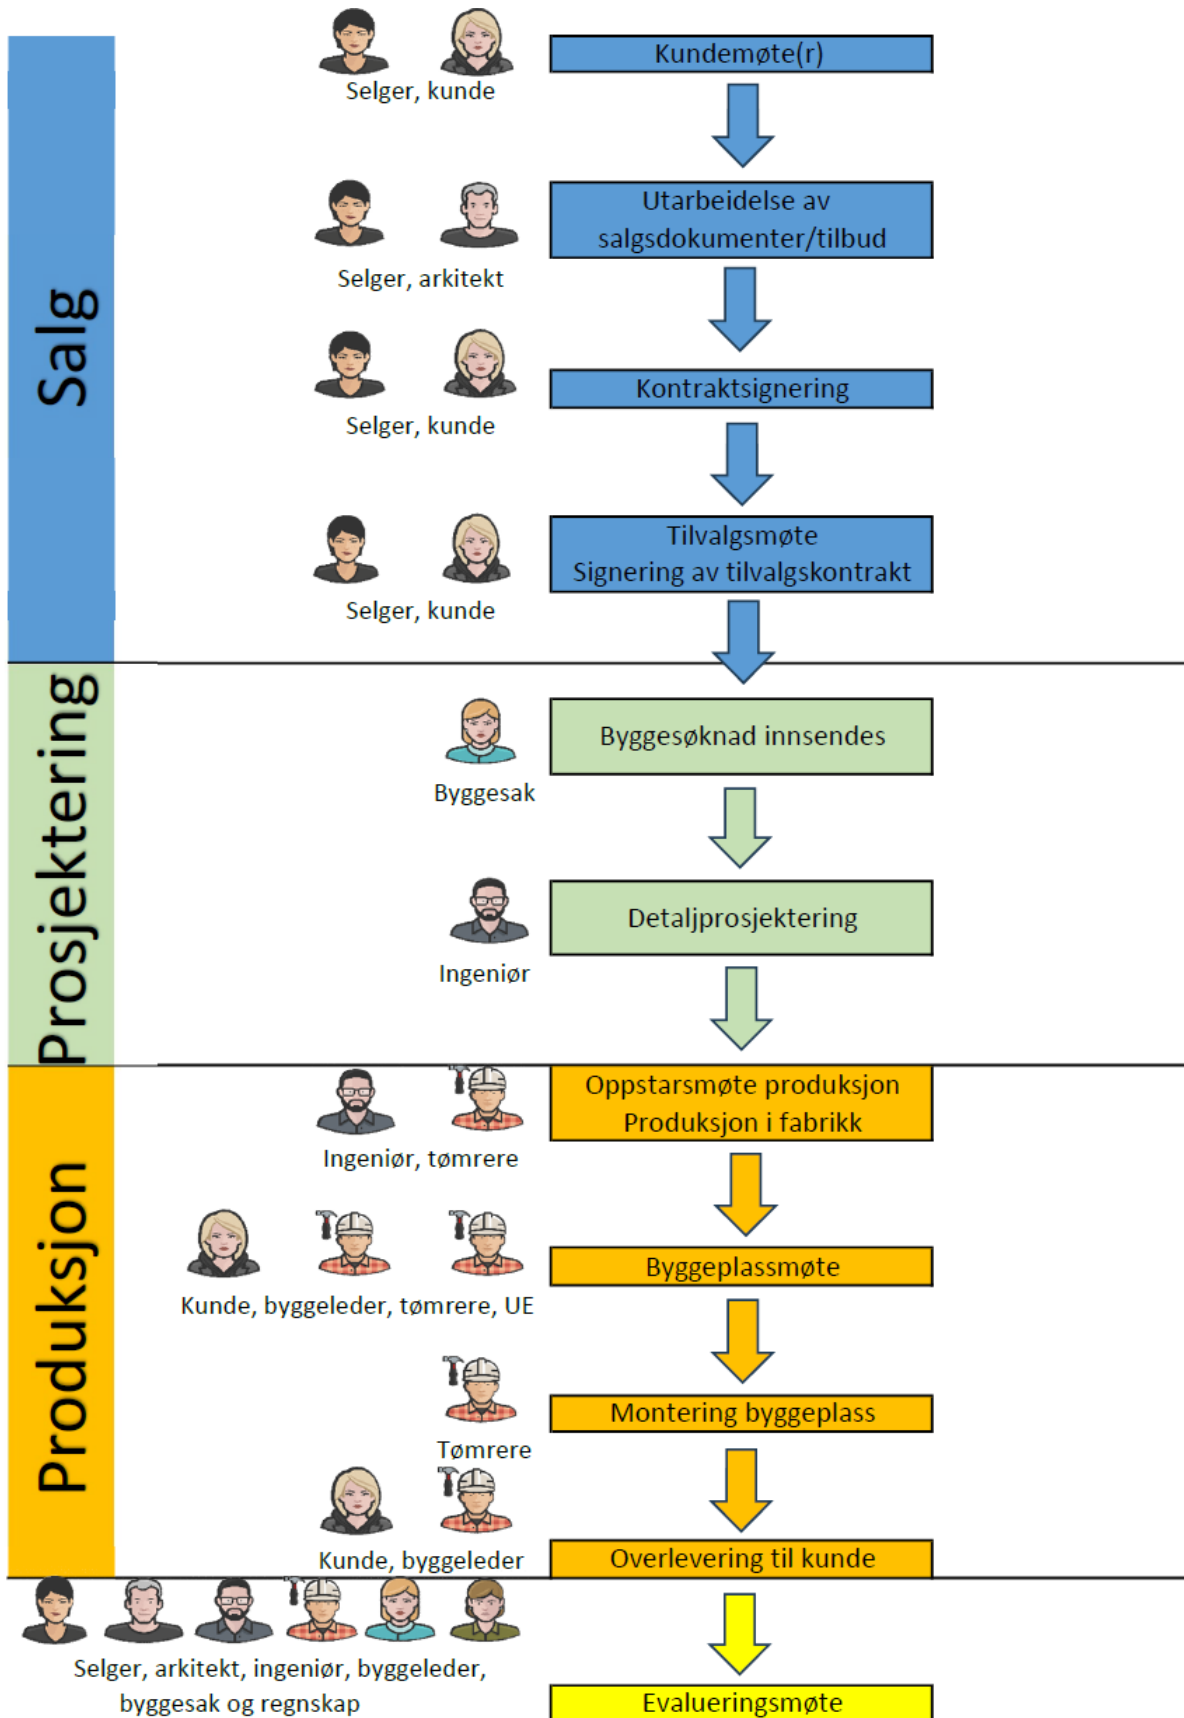 Kundemøte(r)
Selger, kunde
Utarbeidelse av
salgsdokumenter/tilbud
Selger, arkitekt
Salg
Kontraktsignering
Selger, kunde
Tilvalgsmøte
Signering av tilvalgskontrakt
Selger, kunde
Prosjektering
Byggesøknad innsendes
Byggesak
Detaljprosjektering
Ingeniør
Produksjon
Oppstarsmøte produksjon
Produksjon i fabrikk
Ingeniør, tømrere
Byggeplassmøte
Kunde, byggeleder, tømrere, UE
Montering byggeplass
Tømrere
Overlevering til kunde
Kunde, byggeleder
Selger, arkitekt, ingeniør, byggeleder,
byggesak og regnskap
Evalueringsmøte